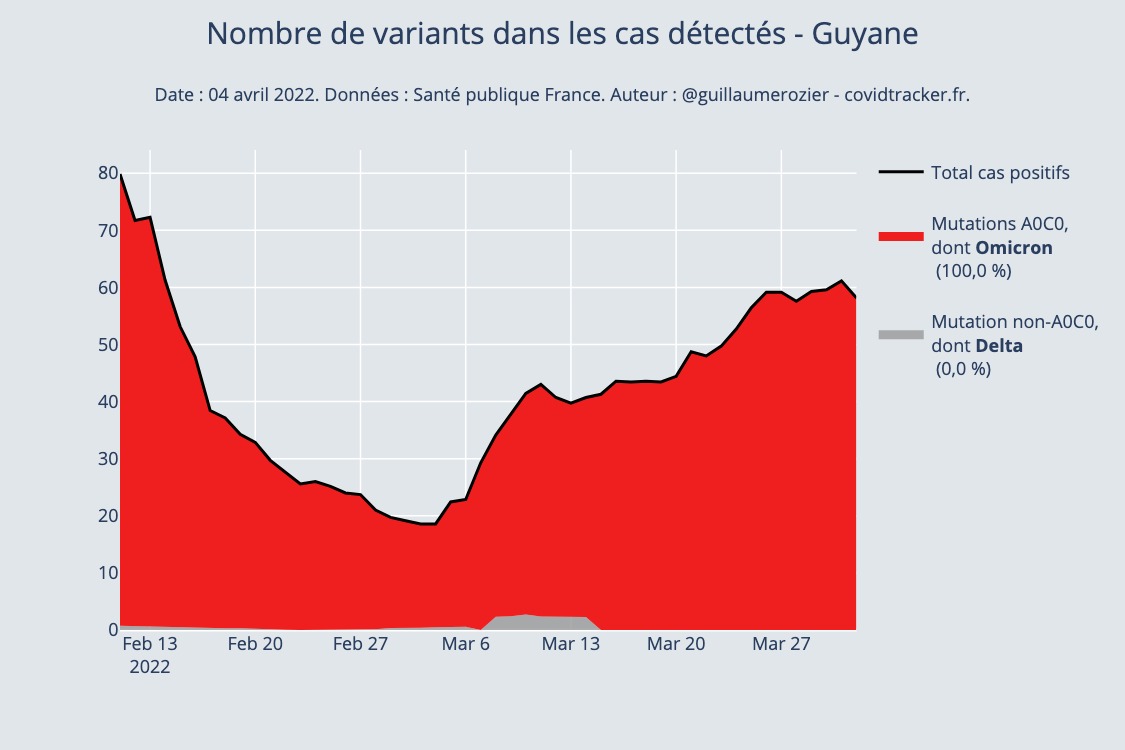 Nombre de variants dans les cas détectés - Guyane
Date : 04 avril 2022. Données : Santé publique France. Auteur : @guillaumerozier - covidtracker.fr.
80
70
60
50
40
30
20
10
0
Feb 13 Feb 20 Feb 27 Mar 6 Mar 13 Mar 20 Mar 27
2022
Total cas positifs
Mutations A0C0,
dont Omicron
(100,0 %)
Mutation non-A0C0,
dont Delta
(0,0 %)